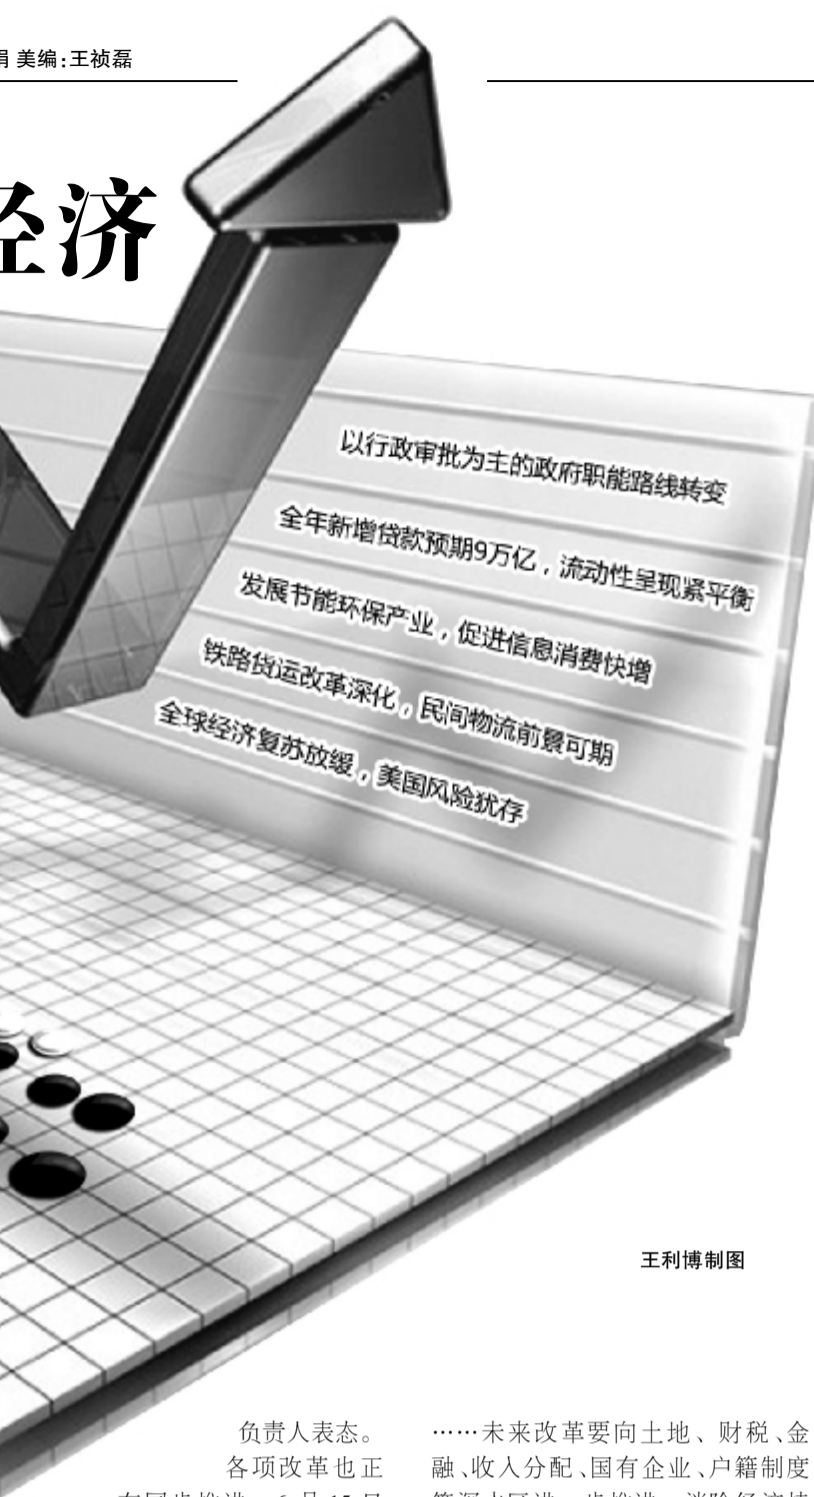 美编:王祯磊
经济
以行政审批为主的政府职能路线转变
全年新增贷款预期9万亿，流动性呈现紧平衡
发展节能环保产业，促进信息消费快增
铁路货运改革深化，民间物流前景可期
全球经济复苏放缓，美国风险犹存
王利博制图
负责人表态。
各项改革也正
……未来改革要向土地、财税、金
融、收入分配、国有企业、户籍制度